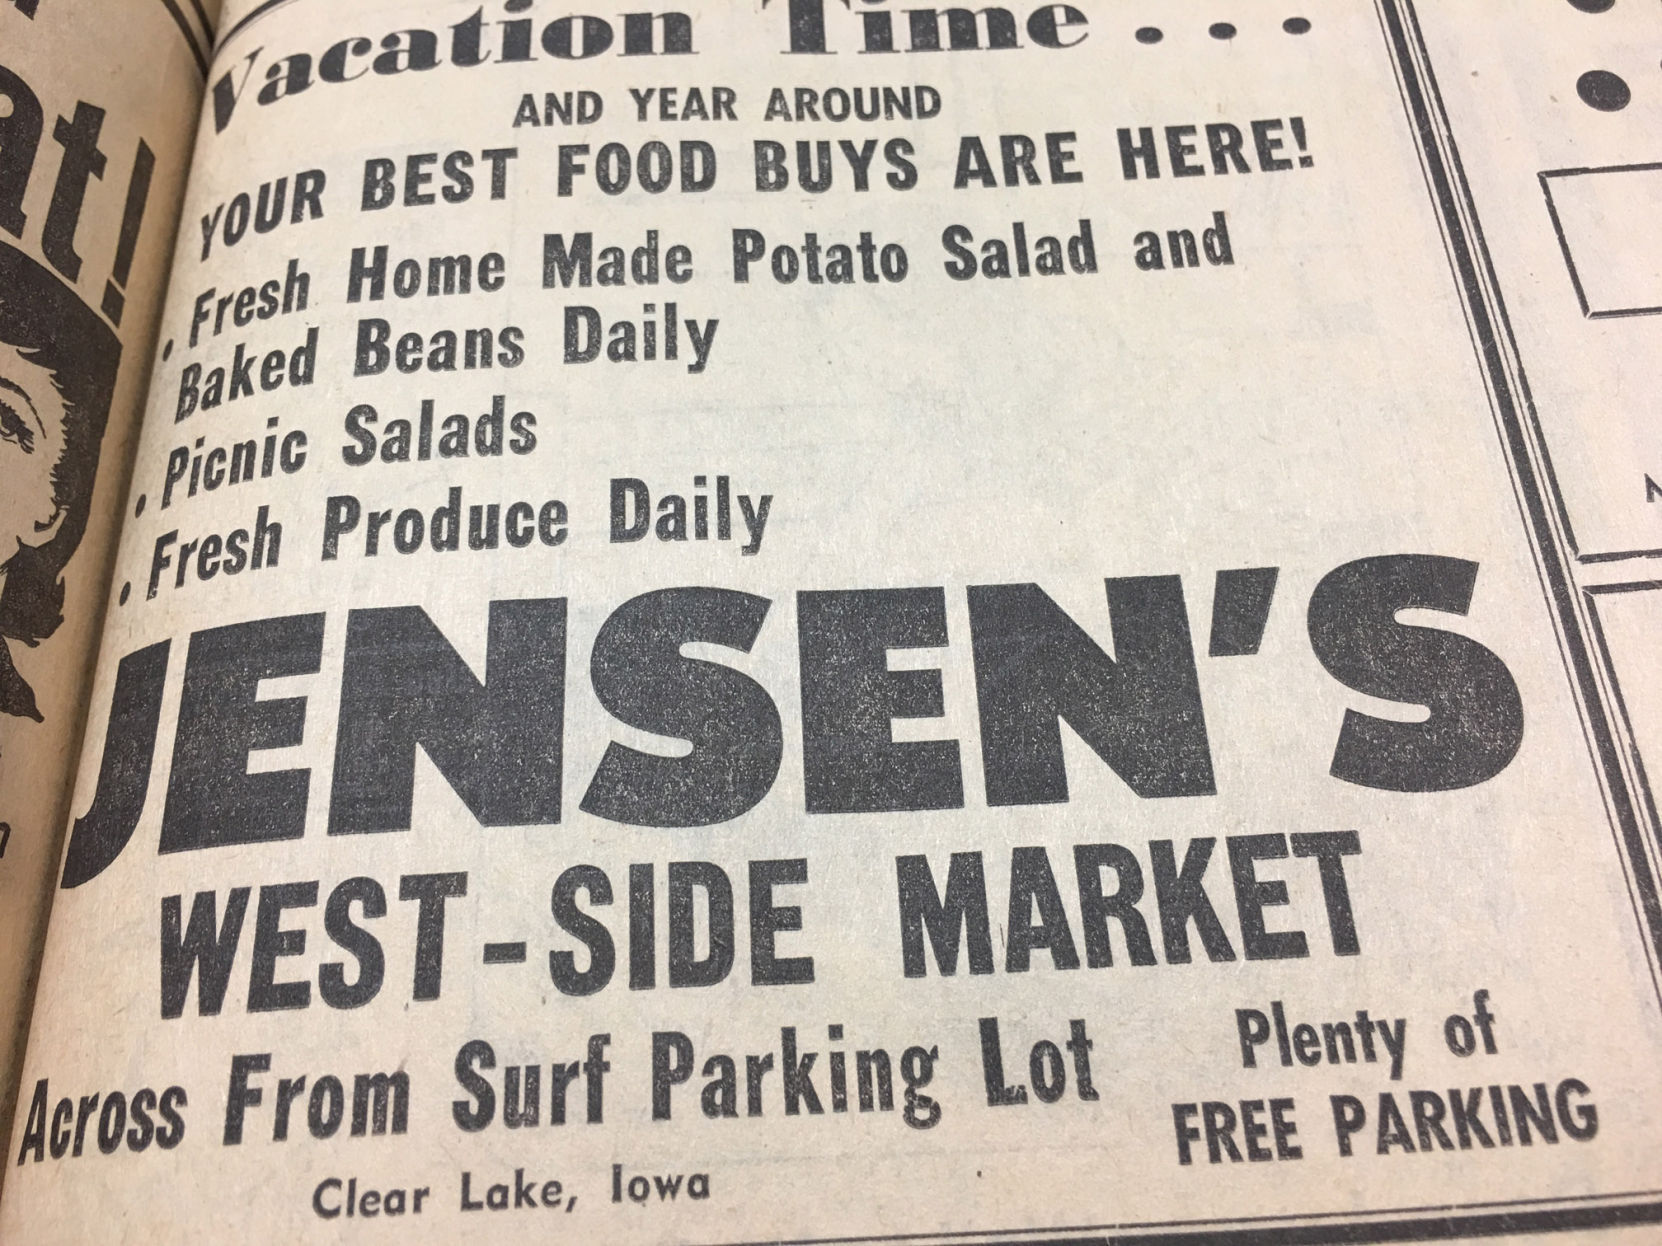 Vacation Time . . .
AND YEAR AROUND
YOUR BEST FOOD BUYS ARE HERE!
. Fresh Home Made Potato Salad and
Baked Beans Daily
. Picnic Salads
. Fresh Produce Daily
JENSEN'S
WEST-SIDE MARKET
Across From Surf Parking Lot
Plenty of
FREE PARKING
Clear Lake, Iowa